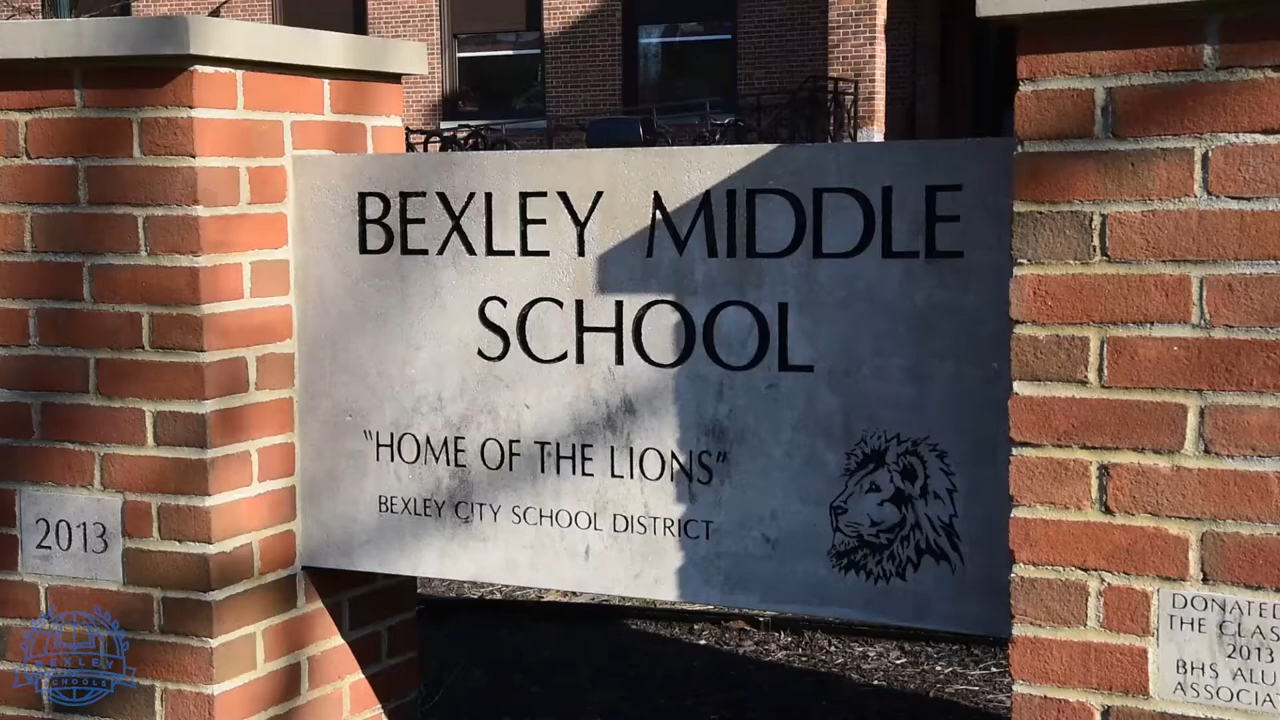 BEXLEY MIDDLE
SCHOOL
"HOME OF THE LIONS"
BEXLEY CITY SCHOOL DISTRICT
2013
BEXLEY
SCHOOLS
DONATED
THE CLAS
2013
BHS ALU
ASSOCIA